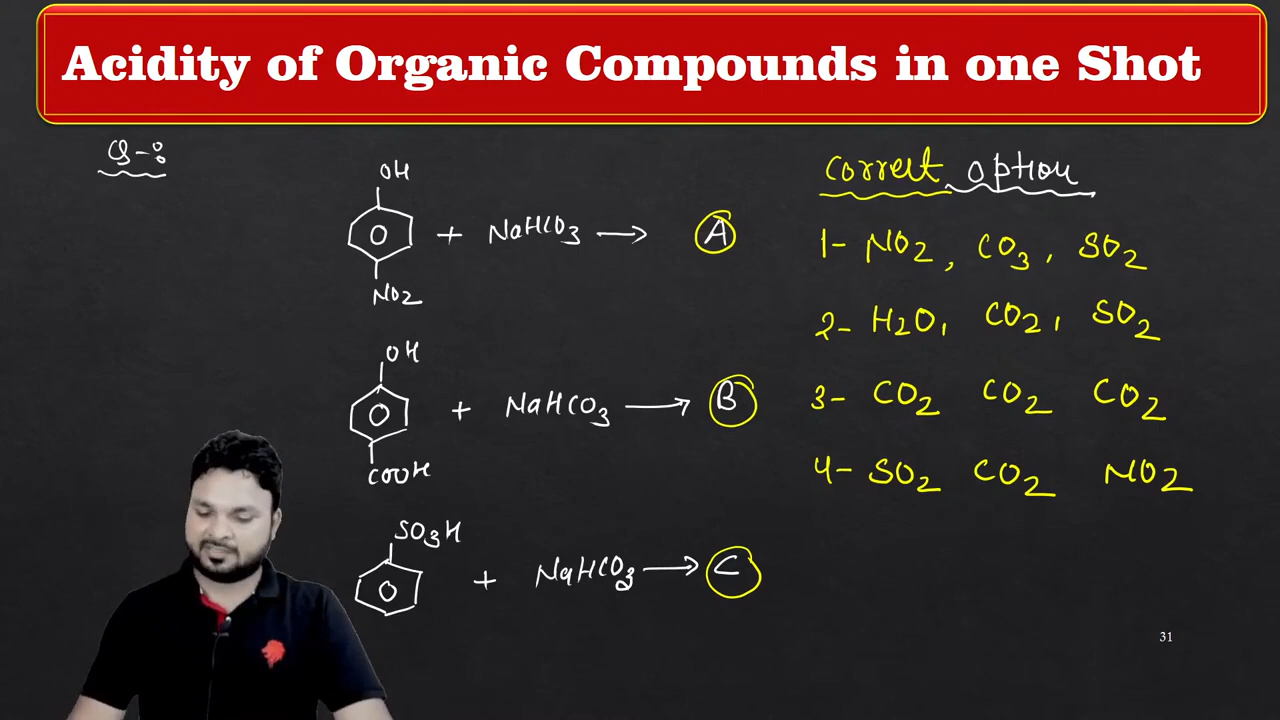 Acidity of Organic Compounds in one Shot
Q-:
OH
+ NaHCO3 → A
NO2
OH
+ NaHCO3 → B
COOH
SO3H
+ NaHCO3 → C
Correct option
1- NO2, CO3, SO2
2- H2O, CO2, SO2
3- CO2 CO2 CO2
4- SO2 CO2 NO2
31